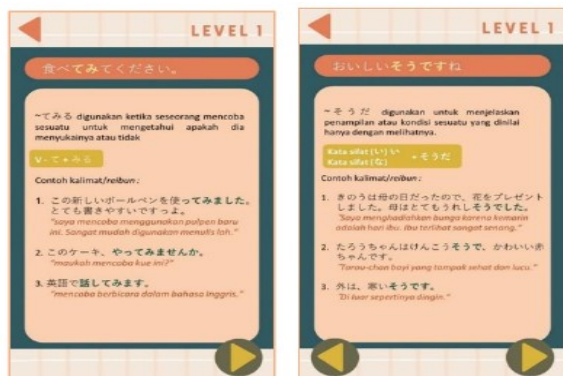 LEVEL 1
食べてみてください。
~てみる digunakan ketika seseorang mencoba
sesuatu untuk mengetahui apakah dia
menyukainya atau tidak
V-て+みる
Contoh kalimat/reibun :
1. この新しいボールペンを使ってみました。
とても書きやすいですっよ。
"saya mencoba menggunakan pulpen baru
ini. Sangat mudah digunakan menulis loh."
2. このケーキ、やってみませんか。
"maukah mencoba kue ini?"
3. 英語で話してみます。
"mencoba berbicara dalam bahasa Inggris."
LEVEL 1
おいしいそうですね
~そうだ digunakan untuk menjelaskan
penampilan atau kondisi sesuatu yang dinilai
hanya dengan melihatnya.
Kata sifat (い) い
Kata sifat (な)
+ そうだ
Contoh kalimat/reibun :
1. きのうは母の日だったので、花をプレゼント
しました。母はとてもうれしそうでした。
"Saya menghadiahkan bunga karena kemarin
adalah hari ibu. Ibu terlihat sangat senang."
2. たろうちゃんはけんこうそうで、かわいい赤
ちゃんです。
"Tarou-chan bayi yang tampak sehat dan lucu."
3. 外は、寒いそうです。
"Di luar sepertinya dingin."